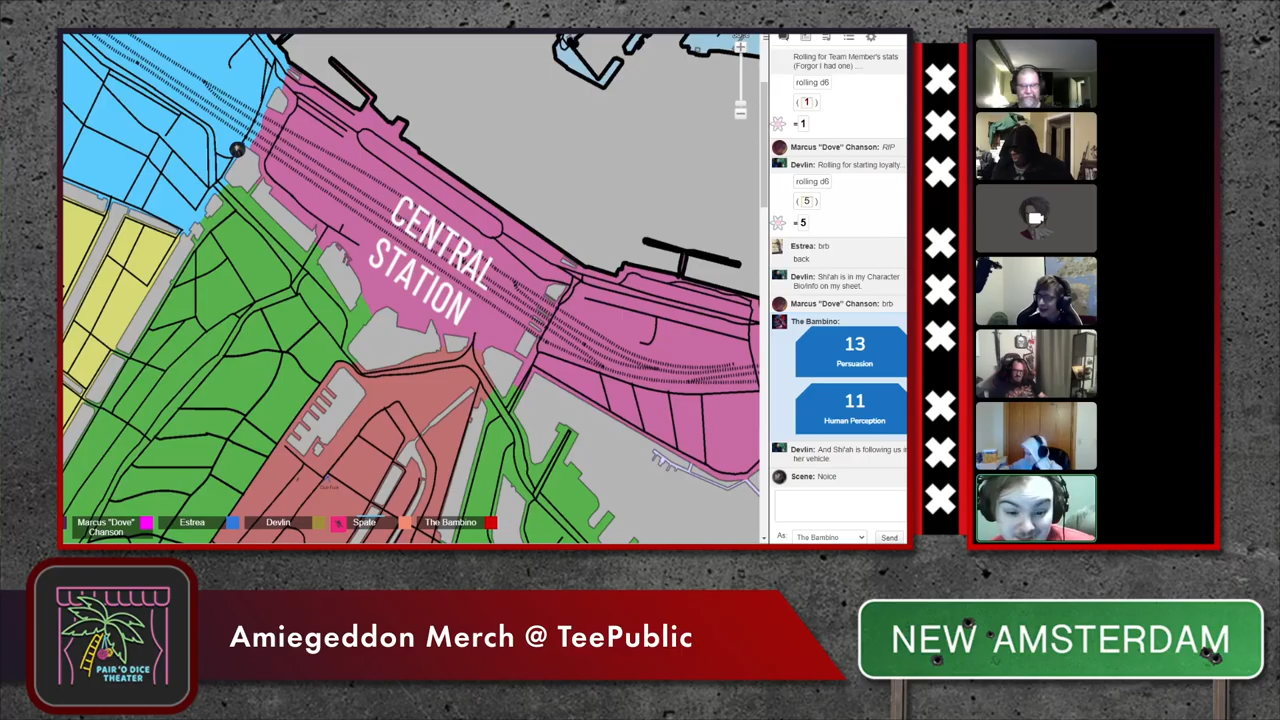 Rolling for Team Member's stats
(Forgor I had one) ....
rolling d6
( 1 )
= 1
Marcus "Dove" Chanson: RIP
Devlin: Rolling for starting loyalty...
rolling d6
( 5 )
= 5
Estrea: brb
back
Devlin: Shi'ah is in my Character
Bio/info on my sheet.
Marcus "Dove" Chanson: brb
The Bambino:
13
Persuasion
11
Human Perception
Devlin: And Shi'ah is following us in
her vehicle.
Scene: Noice
As:
The Bambino
Send
CENTRAL
STATION
Marcus "Dove"
Chanson
Estrea
Devlin
Spate
The Bambino
PAIR'O DICE
THEATER
Amiegeddon Merch @ TeePublic
NEW AMSTERDAM